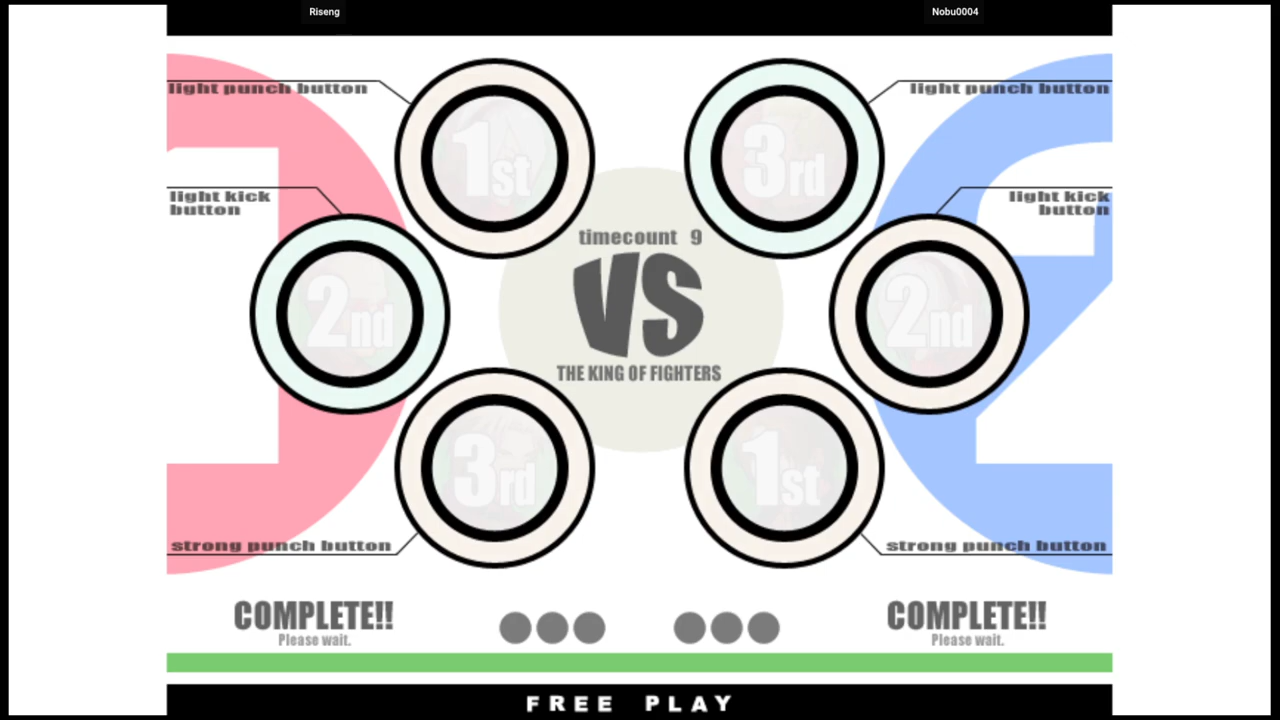 Riseng
Nobu0004
light punch button
light punch button
1st
3rd
light kick
button
light kick
button
timecount 9
VS
THE KING OF FIGHTERS
2nd
2nd
3rd
1st
strong punch button
strong punch button
COMPLETE!!
Please wait.
COMPLETE!!
Please wait.
FREE PLAY
1
2